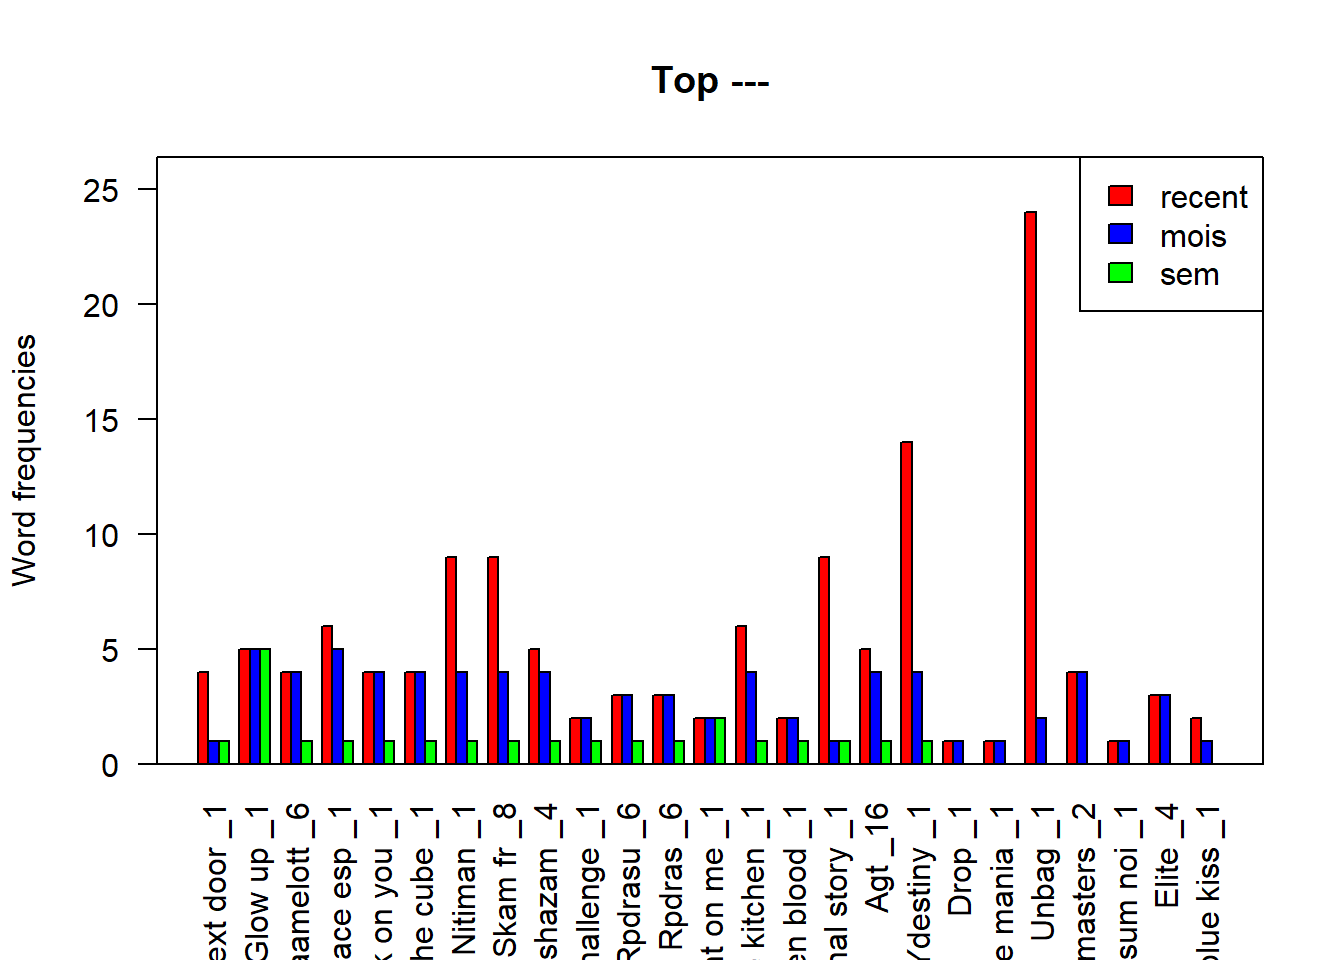 Top ---
Word frequencies
25
20
15
10
5
0
recent
mois
sem
ext door _1
Glow up _1
aamelott _6
ace esp _1
k on you _1
he cube _1
Nitiman _1
Skam fr _8
shazam _4
hallenge _1
Rpdrasu _6
Rpdras _6
t on me _1
kitchen _1
en blood _1
nal story _1
Agt _16
Ydestiny _1
Drop _1
e mania _1
Unbag _1
masters _2
sum noi _1
Elite _4
blue kiss _1